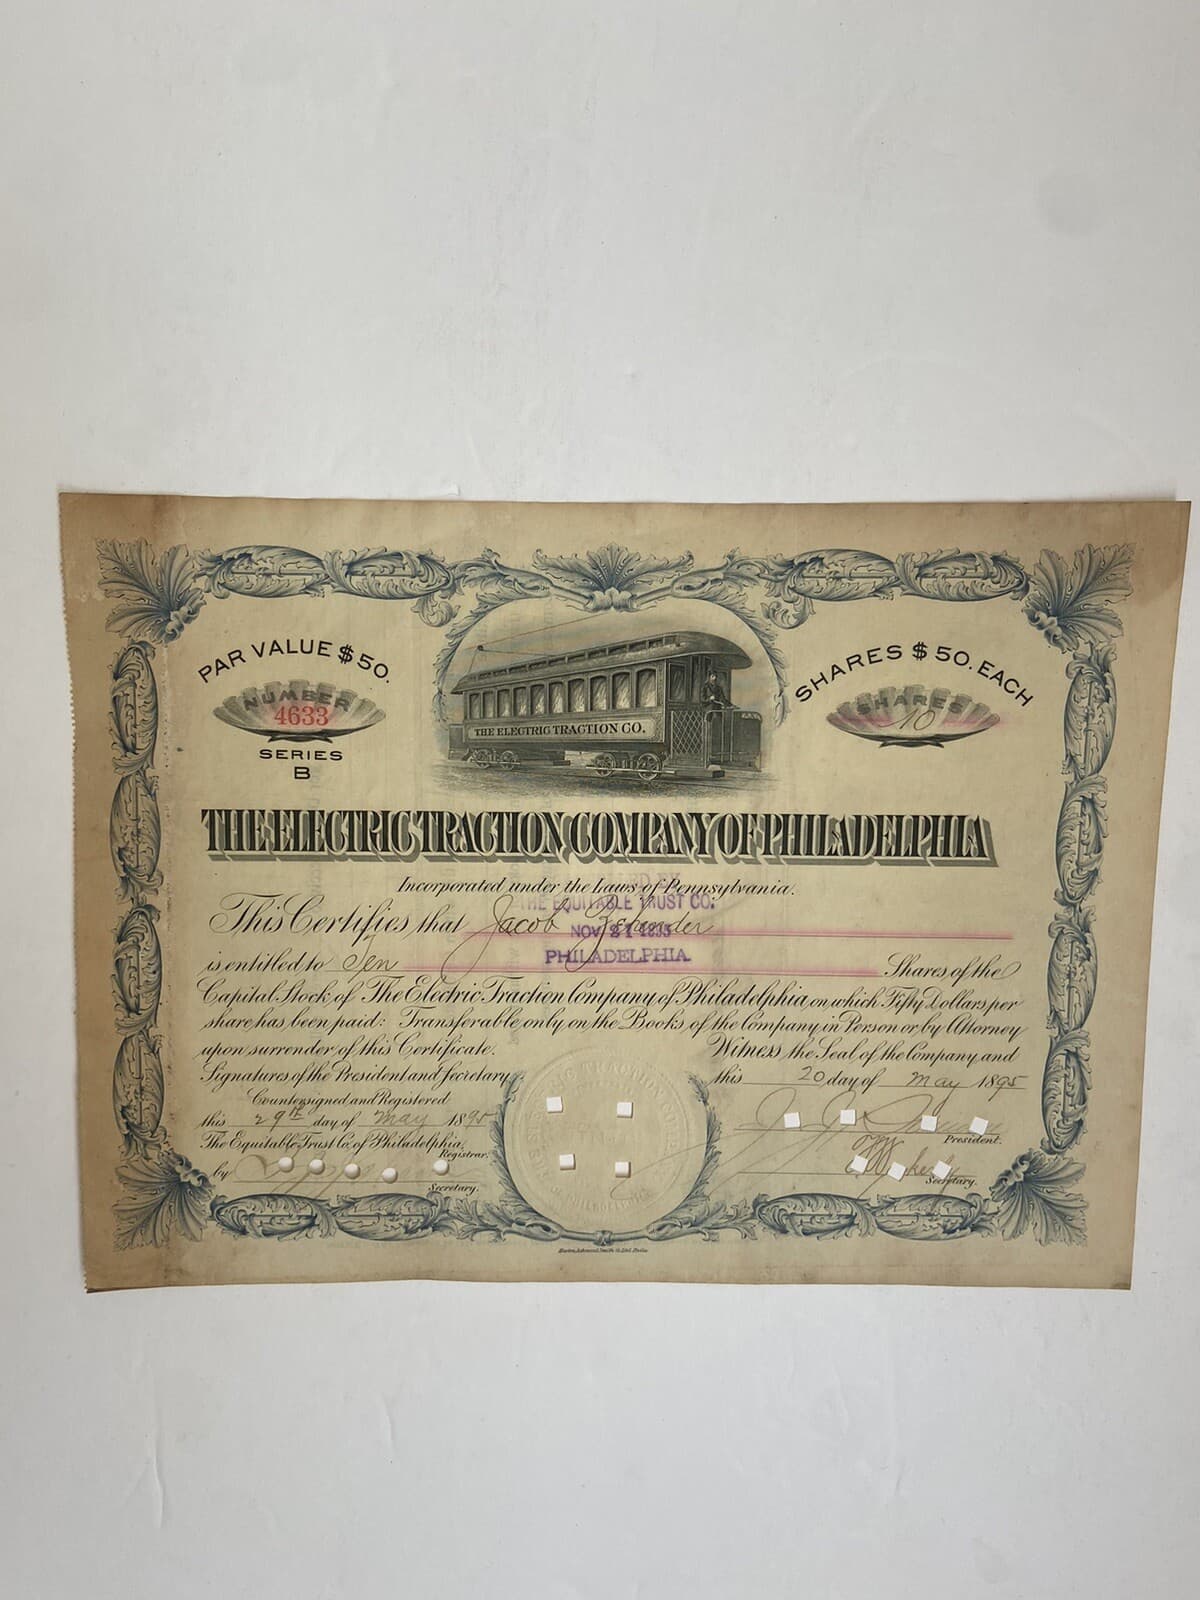 PAR VALUE $50.
SHARES $50. EACH
NUMBER
4633
SHARES
10
SERIES
B
THE ELECTRIC TRACTION CO.
THE ELECTRIC TRACTION COMPANY OF PHILADELPHIA
Incorporated under the Laws of Pennsylvania.
THE EQUITABLE TRUST CO.
This Certifies that Jacob Zehnder
NOV 21 1895
PHILADELPHIA
is entitled to Ten Shares of the
Capital Stock of The Electric Traction Company of Philadelphia, on which Fifty Dollars per
share has been paid: Transferable only on the Books of the Company in Person or by Attorney
upon surrender of this Certificate. Witness the Seal of the Company and
Signatures of the President and Secretary, this 20 day of May 1895
Countersigned and Registered
this 29th day of May 1895
The Equitable Trust Co. of Philadelphia,
Registrar.
President.
by
Secretary.
Secretary.